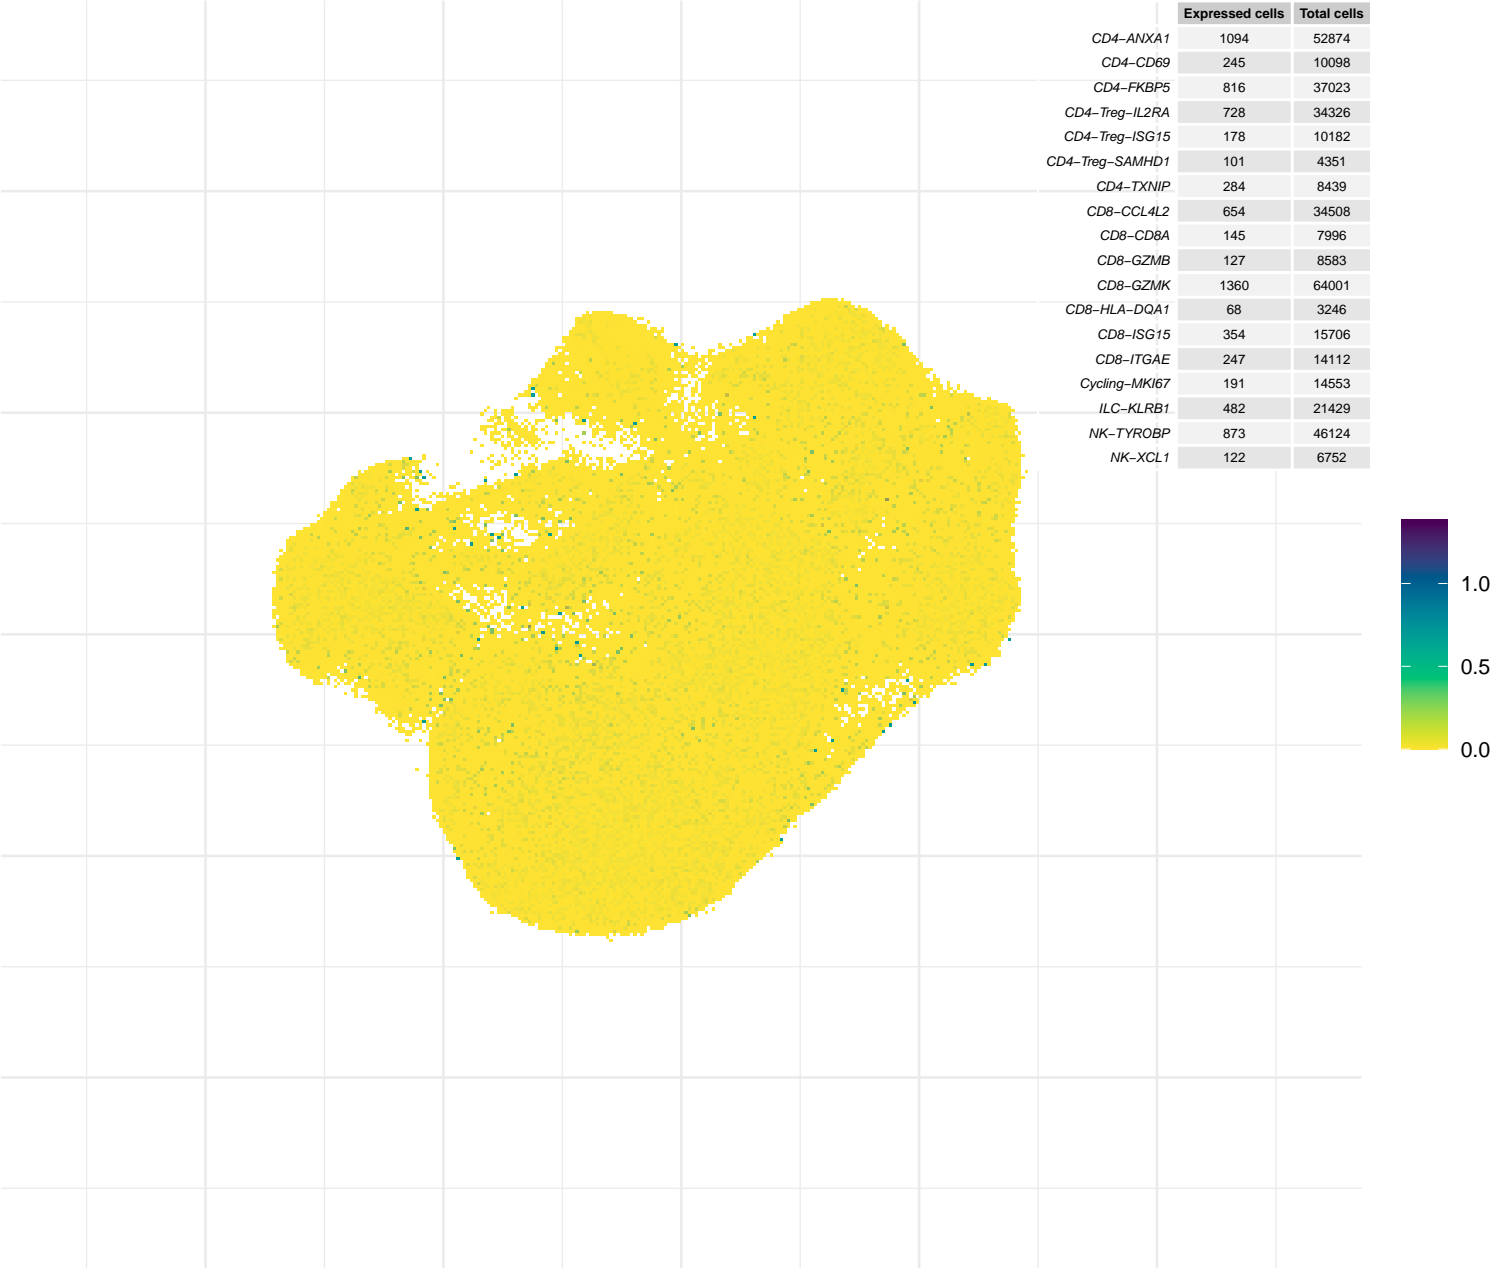 Expressed cells Total cells
CD4−ANXA1 1094 52874
CD4−CD69 245 10098
CD4−FKBP5 816 37023
CD4−Treg−IL2RA 728 34326
CD4−Treg−ISG15 178 10182
CD4−Treg−SAMHD1 101 4351
CD4−TXNIP 284 8439
CD8−CCL4L2 654 34508
CD8−CD8A 145 7996
CD8−GZMB 127 8583
CD8−GZMK 1360 64001
CD8−HLA−DQA1 68 3246
CD8−ISG15 354 15706
CD8−ITGAE 247 14112
Cycling−MKI67 191 14553
ILC−KLRB1 482 21429
NK−TYROBP 873 46124
NK−XCL1 122 6752
1.0
0.5
0.0